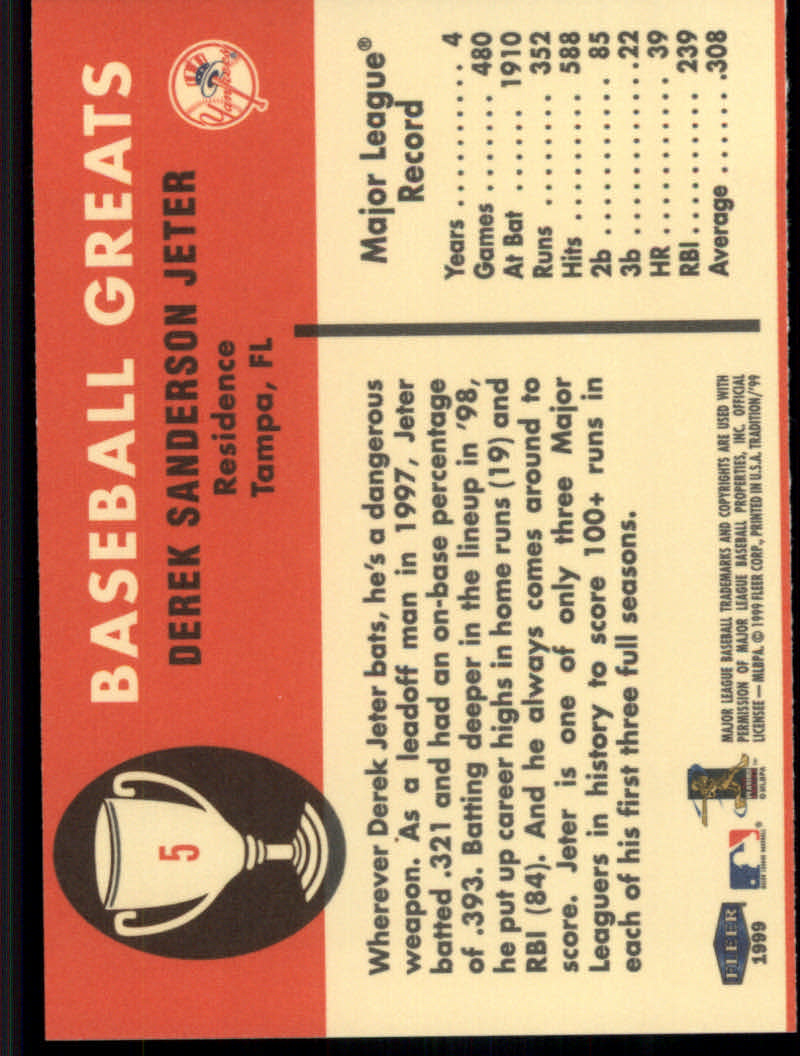 5
BASEBALL GREATS
DEREK SANDERSON JETER
Residence
Tampa, FL
Yankees
Wherever Derek Jeter bats, he's a dangerous
weapon. As a leadoff man in 1997, Jeter
batted .321 and had an on-base percentage
of .393. Batting deeper in the lineup in '98,
he put up career highs in home runs (19) and
RBI (84). And he always comes around to
score. Jeter is one of only three Major
Leaguers in history to score 100+ runs in
each of his first three full seasons.
Major League®
Record
Years . . . . . . . . . . 4
Games . . . . . . . 480
At Bat . . . . . . 1910
Runs . . . . . . . . 352
Hits . . . . . . . . . 588
2b . . . . . . . . . . . 85
3b . . . . . . . . . . . 22
HR . . . . . . . . . . . 39
RBI . . . . . . . . . 239
Average . . . . . . .308
FLEER
1999
MAJOR LEAGUE BASEBALL TRADEMARKS AND COPYRIGHTS ARE USED WITH
PERMISSION OF MAJOR LEAGUE BASEBALL PROPERTIES, INC. OFFICIAL
LICENSEE — MLBPA. © 1999 FLEER CORP., PRINTED IN U.S.A. TRADITION/'99
©MLBPA